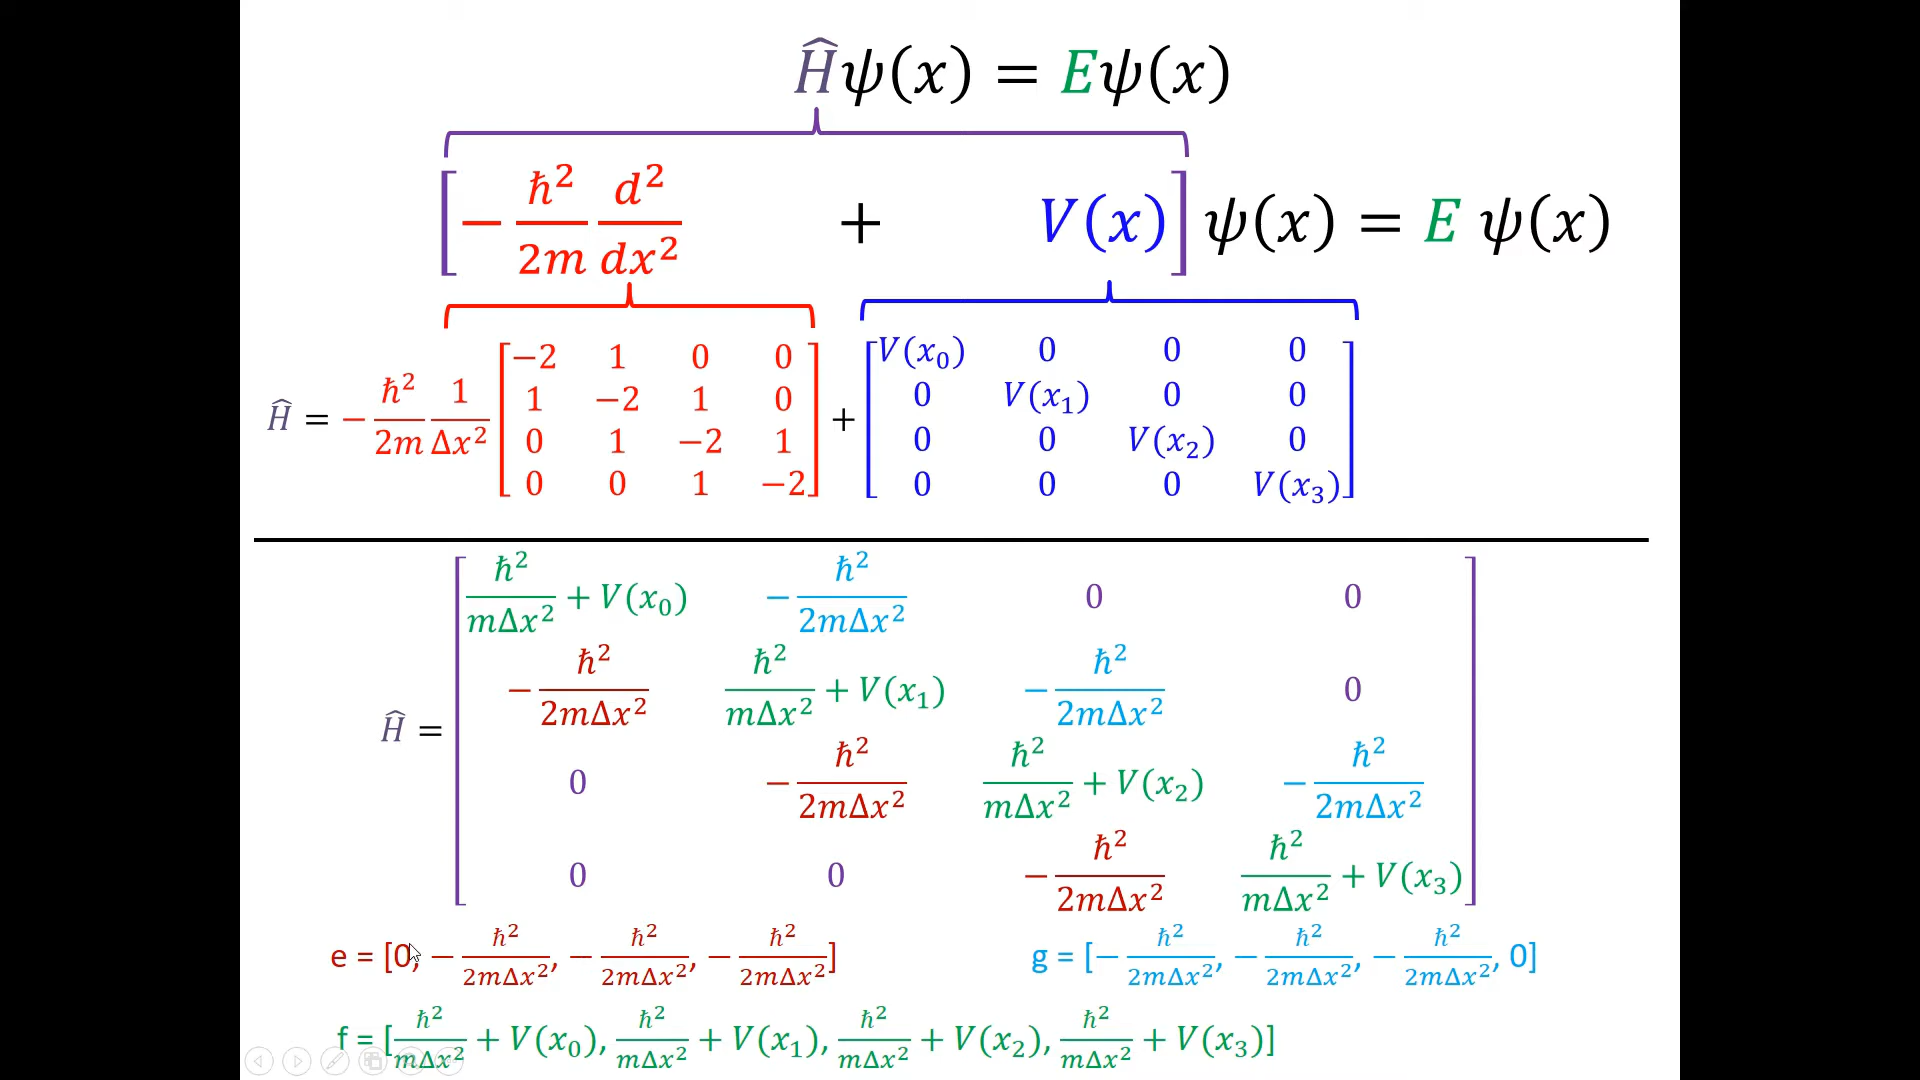 Ĥψ(x) = Eψ(x)
[−ℏ²/2m d²/dx² + V(x)] ψ(x) = E ψ(x)
Ĥ = −ℏ²/2m 1/Δx² [−2 1 0 0; 1 −2 1 0; 0 1 −2 1; 0 0 1 −2] + [V(x₀) 0 0 0; 0 V(x₁) 0 0; 0 0 V(x₂) 0; 0 0 0 V(x₃)]
Ĥ = [ℏ²/mΔx² + V(x₀) −ℏ²/2mΔx² 0 0
−ℏ²/2mΔx² ℏ²/mΔx² + V(x₁) −ℏ²/2mΔx² 0
0 −ℏ²/2mΔx² ℏ²/mΔx² + V(x₂) −ℏ²/2mΔx²
0 0 −ℏ²/2mΔx² ℏ²/mΔx² + V(x₃)]
e = [0, −ℏ²/2mΔx², −ℏ²/2mΔx², −ℏ²/2mΔx²]
g = [−ℏ²/2mΔx², −ℏ²/2mΔx², −ℏ²/2mΔx², 0]
f = [ℏ²/mΔx² + V(x₀), ℏ²/mΔx² + V(x₁), ℏ²/mΔx² + V(x₂), ℏ²/mΔx² + V(x₃)]